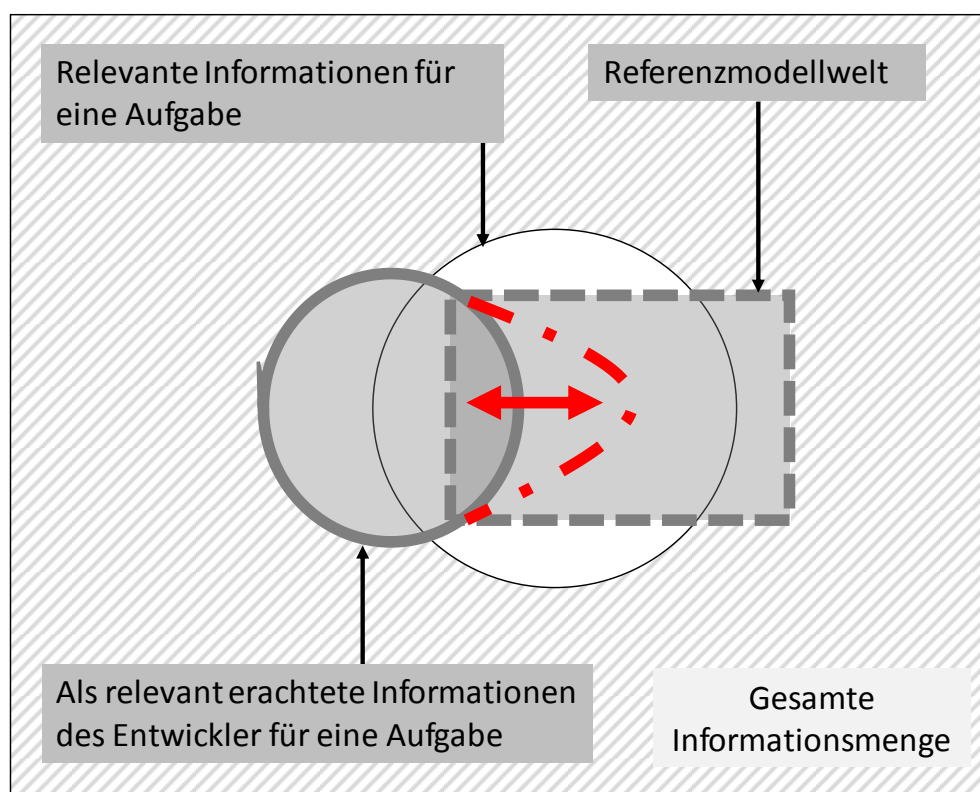 Relevante Informationen für
eine Aufgabe
Referenzmodellwelt
Als relevant erachtete Informationen
des Entwickler für eine Aufgabe
Gesamte
Informationsmenge